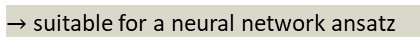 → suitable for a neural network ansatz